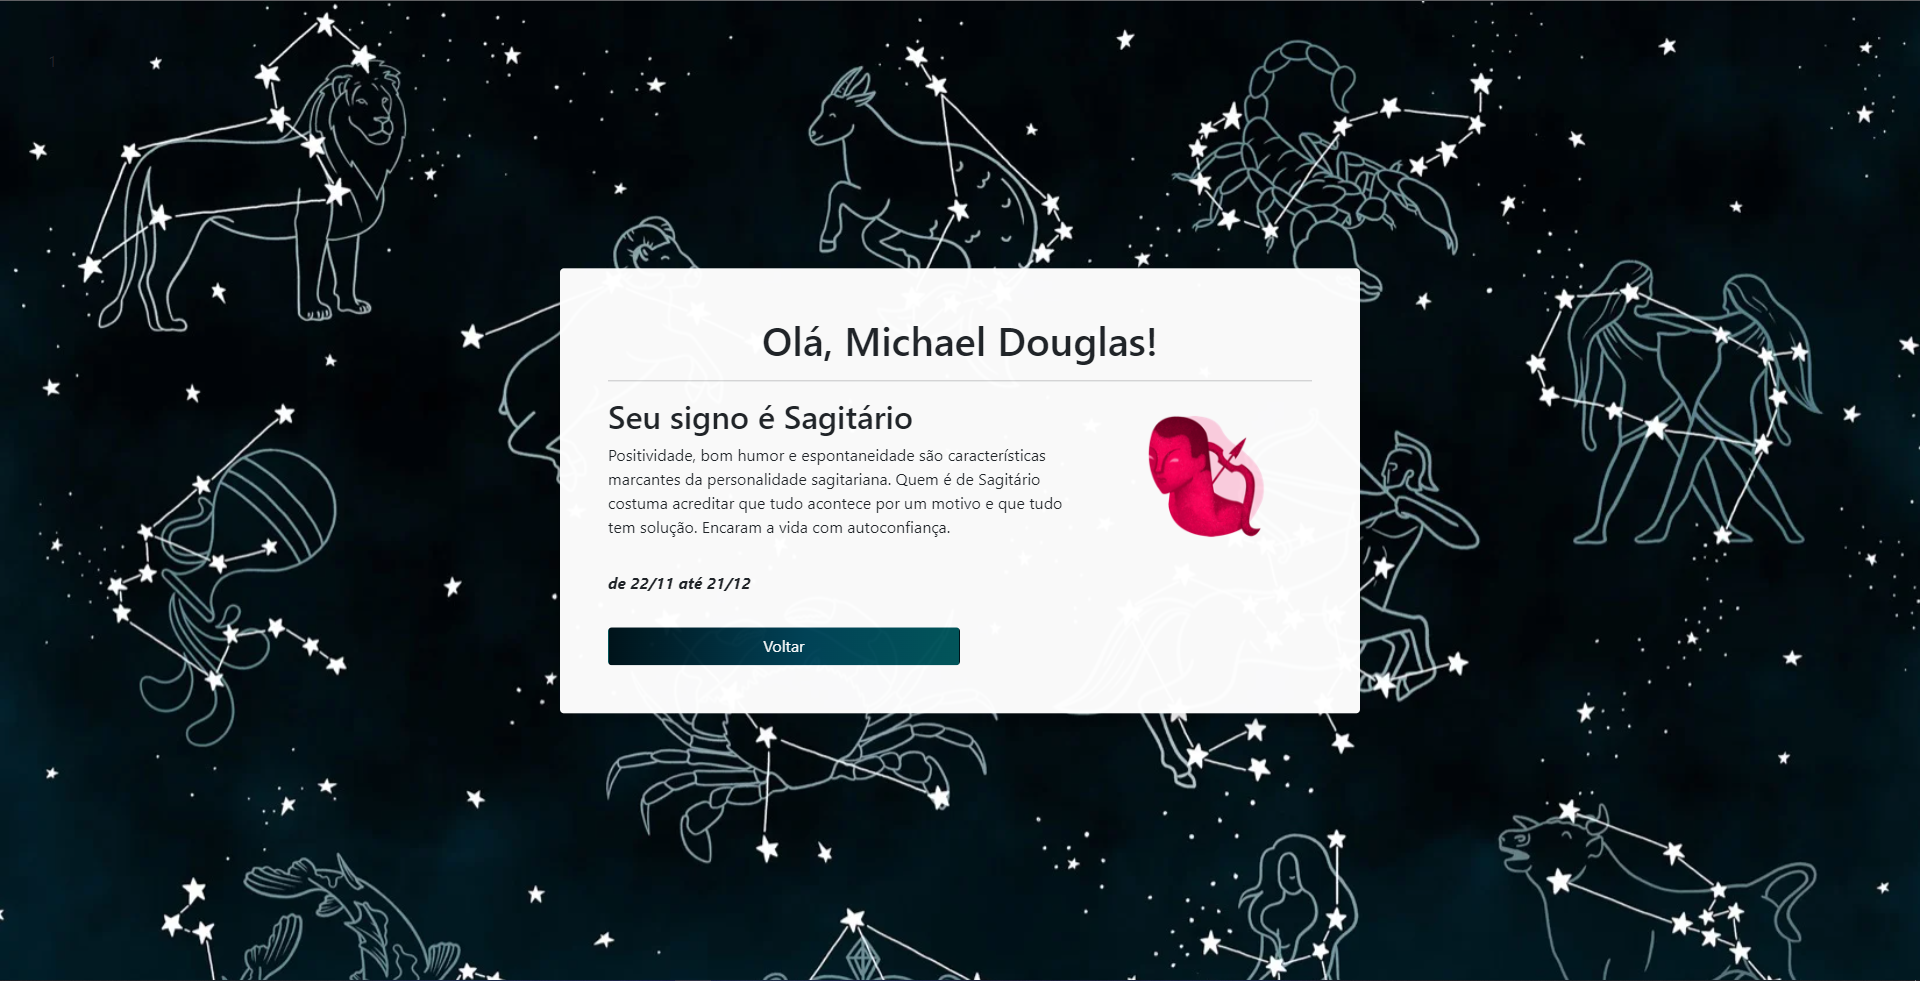 Olá, Michael Douglas!
Seu signo é Sagitário
Positividade, bom humor e espontaneidade são características
marcantes da personalidade sagitariana. Quem é de Sagitário
costuma acreditar que tudo acontece por um motivo e que tudo
tem solução. Encaram a vida com autoconfiança.
de 22/11 até 21/12
Voltar